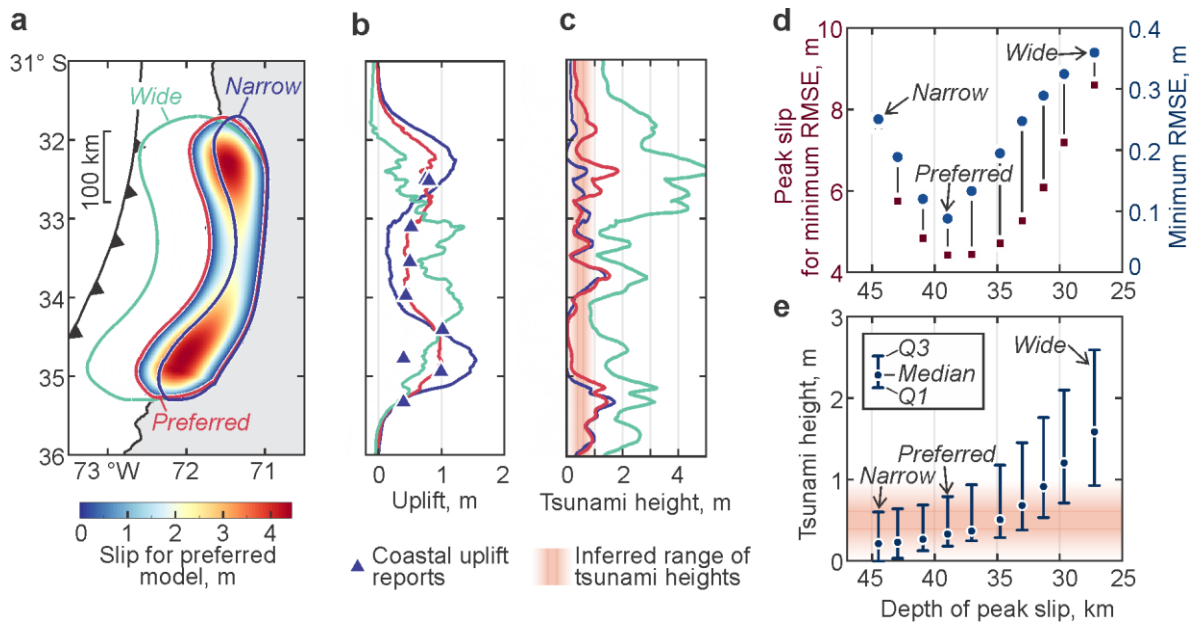 a
31° S
32
33
34
35
36
73 °W
72
71
Wide
Narrow
100 km
Preferred
0 1 2 3 4
Slip for preferred
model, m
b
0 1 2
Uplift, m
Coastal uplift
reports
c
0 2 4
Tsunami height, m
Inferred range of
tsunami heights
d
10
8
6
4
Peak slip
for minimum RMSE, m
0.4
0.3
0.2
0.1
0
Minimum RMSE, m
Wide
Narrow
Preferred
45 40 35 30 25
e
3
2
1
0
Tsunami height, m
Q3
Median
Q1
Wide
Preferred
Narrow
45 40 35 30 25
Depth of peak slip, km